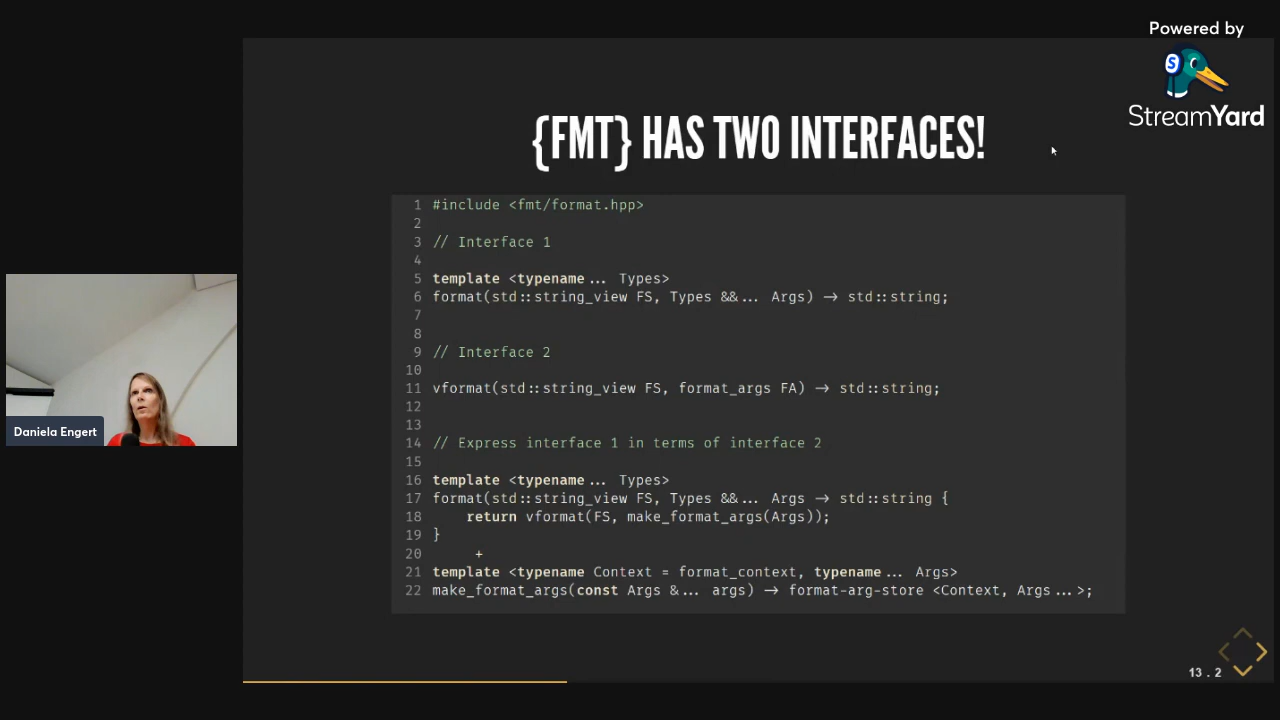 Powered by
StreamYard
{FMT} HAS TWO INTERFACES!
1 #include <fmt/format.hpp>
2
3 // Interface 1
4
5 template <typename... Types>
6 format(std::string_view FS, Types &&... Args) → std::string;
7
8
9 // Interface 2
10
11 vformat(std::string_view FS, format_args FA) → std::string;
12
13
14 // Express interface 1 in terms of interface 2
15
16 template <typename... Types>
17 format(std::string_view FS, Types &&... Args → std::string {
18     return vformat(FS, make_format_args(Args));
19 }
20      +
21 template <typename Context = format_context, typename... Args>
22 make_format_args(const Args &... args) → format-arg-store <Context, Args...>;
Daniela Engert
13.2